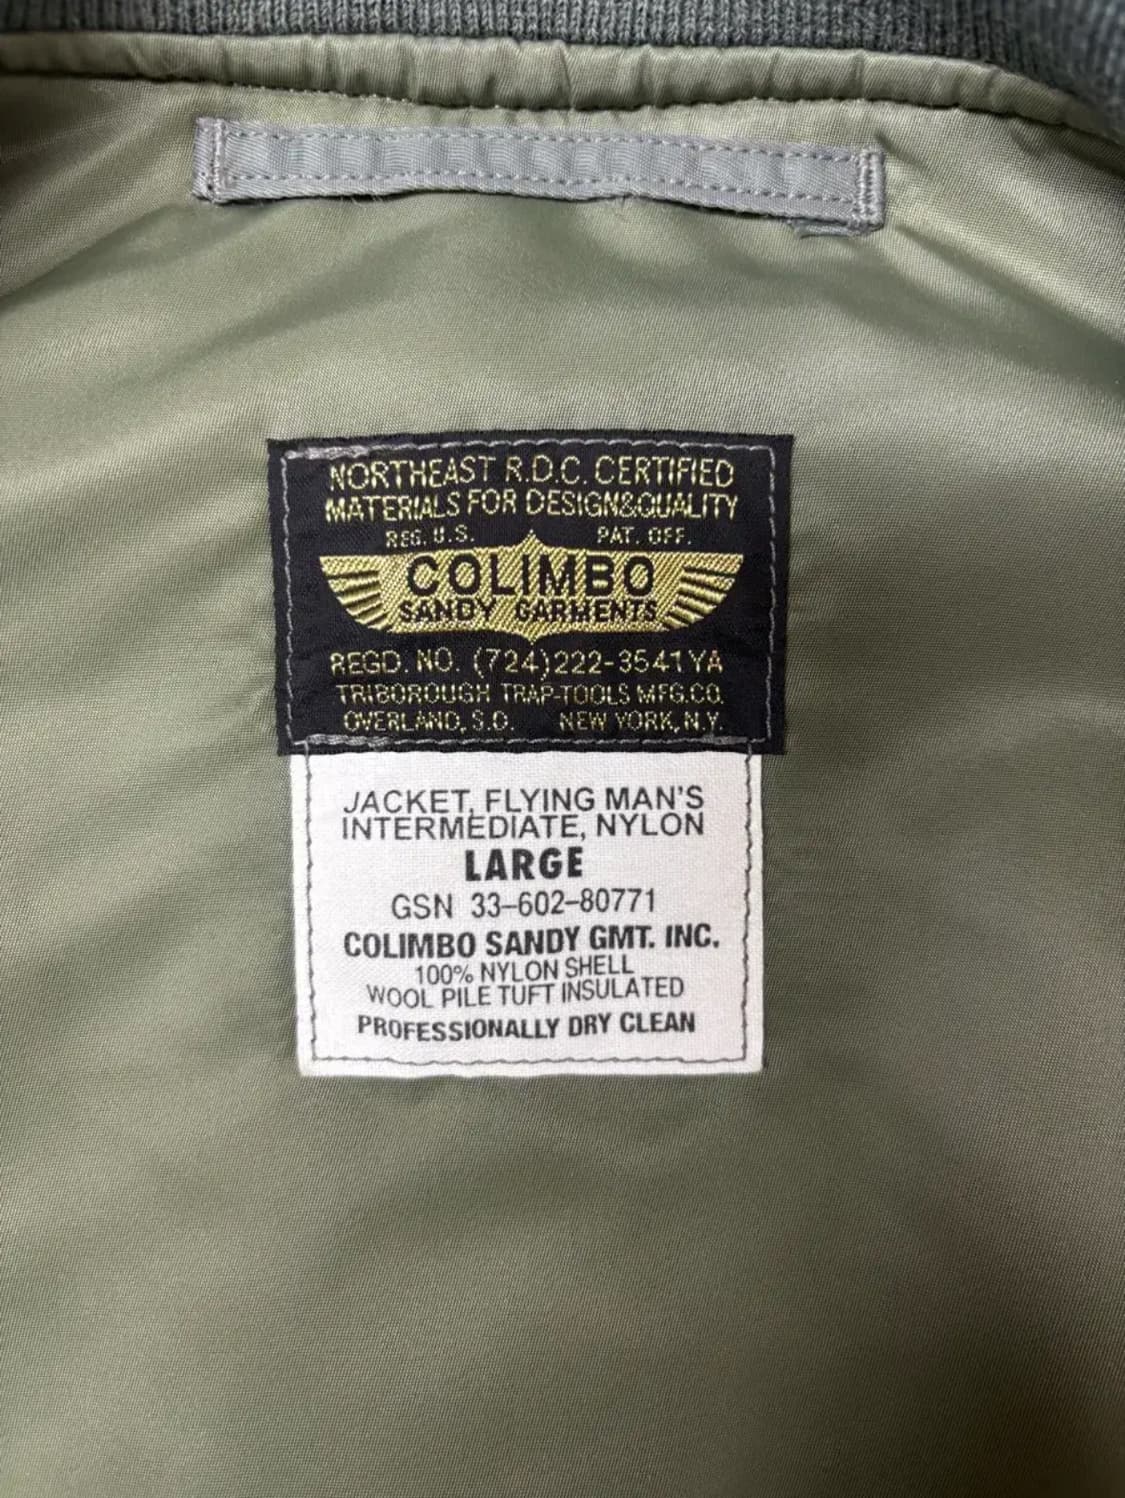 NORTHEAST R.D.C. CERTIFIED
MATERIALS FOR DESIGN&QUALITY
REG. U.S. PAT. OFF.
COLIMBO
SANDY GARMENTS
REGD. NO. (724)222-3541YA
TRIBOROUGH TRAP-TOOLS MFG.CO.
OVERLAND, S.D. NEW YORK, N.Y.
JACKET, FLYING MAN'S
INTERMEDIATE, NYLON
LARGE
GSN 33-602-80771
COLIMBO SANDY GMT. INC.
100% NYLON SHELL
WOOL PILE TUFT INSULATED
PROFESSIONALLY DRY CLEAN